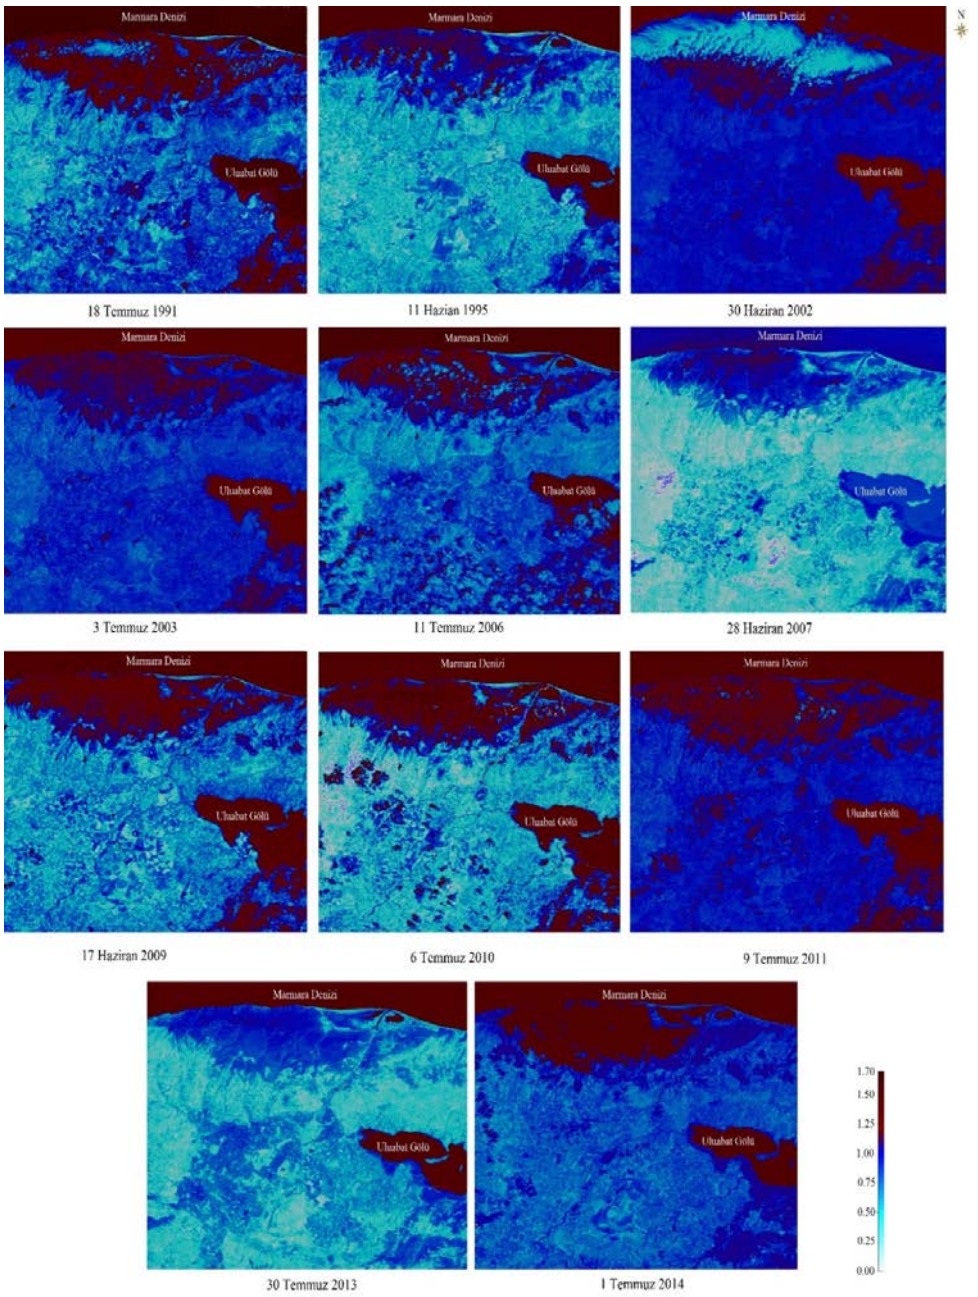 Marmara Denizi
Uluabat Gölü
18 Temmuz 1991
Marmara Denizi
Uluabat Gölü
11 Hazian 1995
Marmara Denizi
Uluabat Gölü
30 Haziran 2002
N
Marmara Denizi
Uluabat Gölü
3 Temmuz 2003
Marmara Denizi
Uluabat Gölü
11 Temmuz 2006
Marmara Denizi
Uluabat Gölü
28 Haziran 2007
Marmara Denizi
Uluabat Gölü
17 Haziran 2009
Marmara Denizi
Uluabat Gölü
6 Temmuz 2010
Marmara Denizi
Uluabat Gölü
9 Temmuz 2011
Marmara Denizi
Uluabat Gölü
30 Temmuz 2013
Marmara Denizi
Uluabat Gölü
1 Temmuz 2014
1.70
1.50
1.25
1.00
0.75
0.50
0.25
0.00